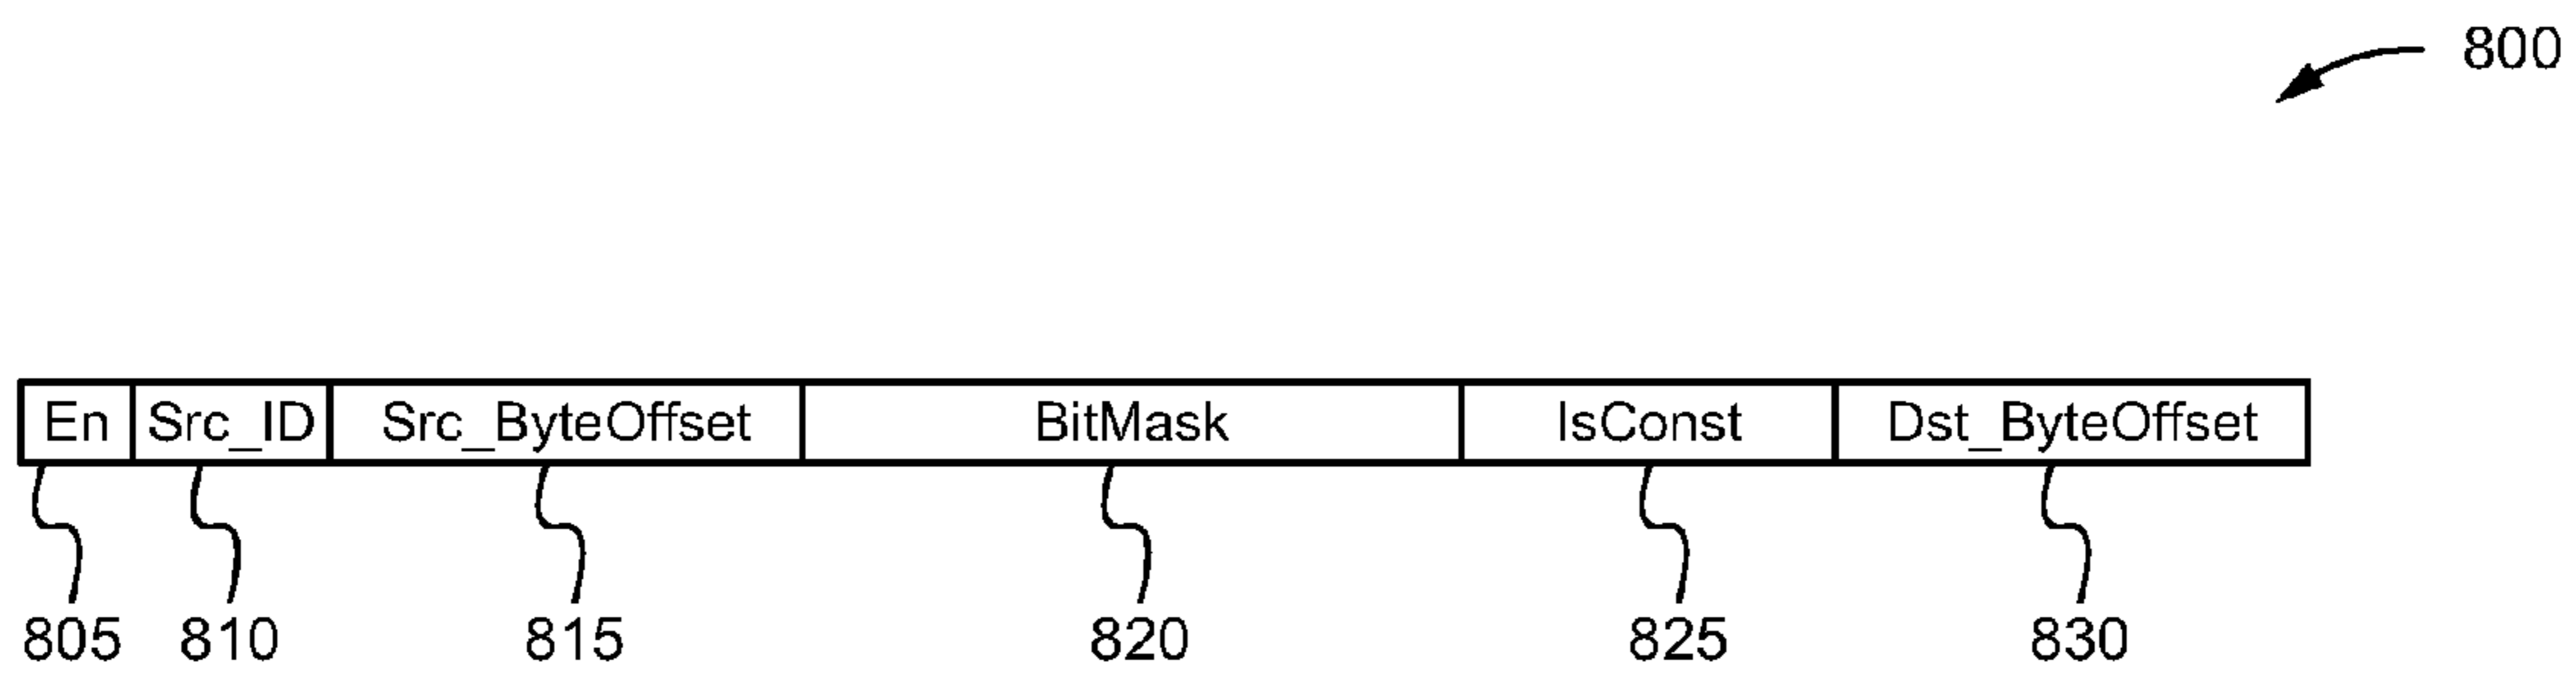 800
En Src_ID Src_ByteOffset BitMask IsConst Dst_ByteOffset
805 810 815 820 825 830